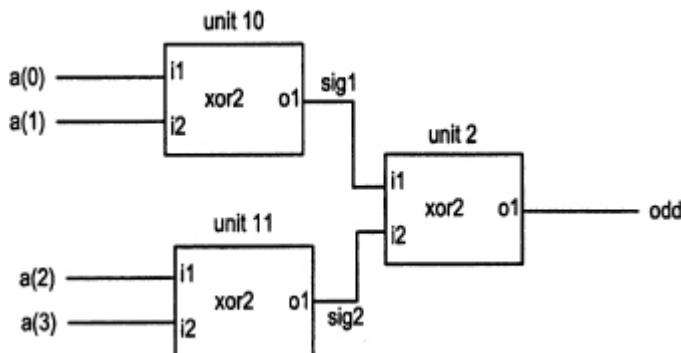 unit 10
a(0)
i1
xor2
o1
a(1)
i2
sig1
unit 2
i1
xor2
o1
odd
i2
unit 11
a(2)
i1
xor2
o1
a(3)
i2
sig2